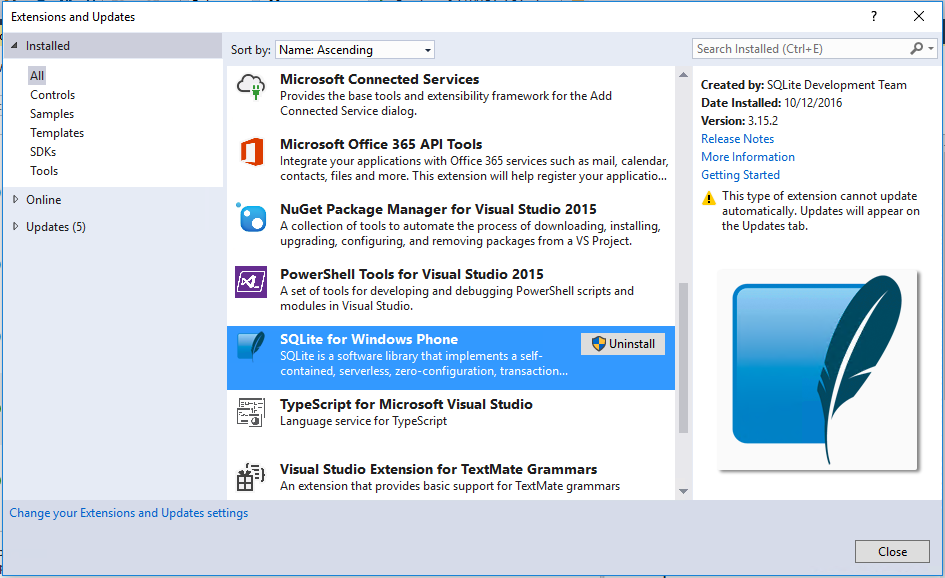 Extensions and Updates
?
Installed
All
Controls
Samples
Templates
SDKs
Tools
Online
Updates (5)
Sort by: Name: Ascending
Microsoft Connected Services
Provides the base tools and extensibility framework for the Add
Connected Service dialog.
Microsoft Office 365 API Tools
Integrate your applications with Office 365 services such as mail, calendar,
contacts, files and more. This extension will help register your applicatio...
NuGet Package Manager for Visual Studio 2015
A collection of tools to automate the process of downloading, installing,
upgrading, configuring, and removing packages from a VS Project.
PowerShell Tools for Visual Studio 2015
A set of tools for developing and debugging PowerShell scripts and
modules in Visual Studio.
SQLite for Windows Phone
Uninstall
SQLite is a software library that implements a self-
contained, serverless, zero-configuration, transaction...
TypeScript for Microsoft Visual Studio
Language service for TypeScript
Visual Studio Extension for TextMate Grammars
An extension that provides basic support for TextMate grammars
Search Installed (Ctrl+E)
Created by: SQLite Development Team
Date Installed: 10/12/2016
Version: 3.15.2
Release Notes
More Information
Getting Started
This type of extension cannot update
automatically. Updates will appear on
the Updates tab.
Change your Extensions and Updates settings
Close